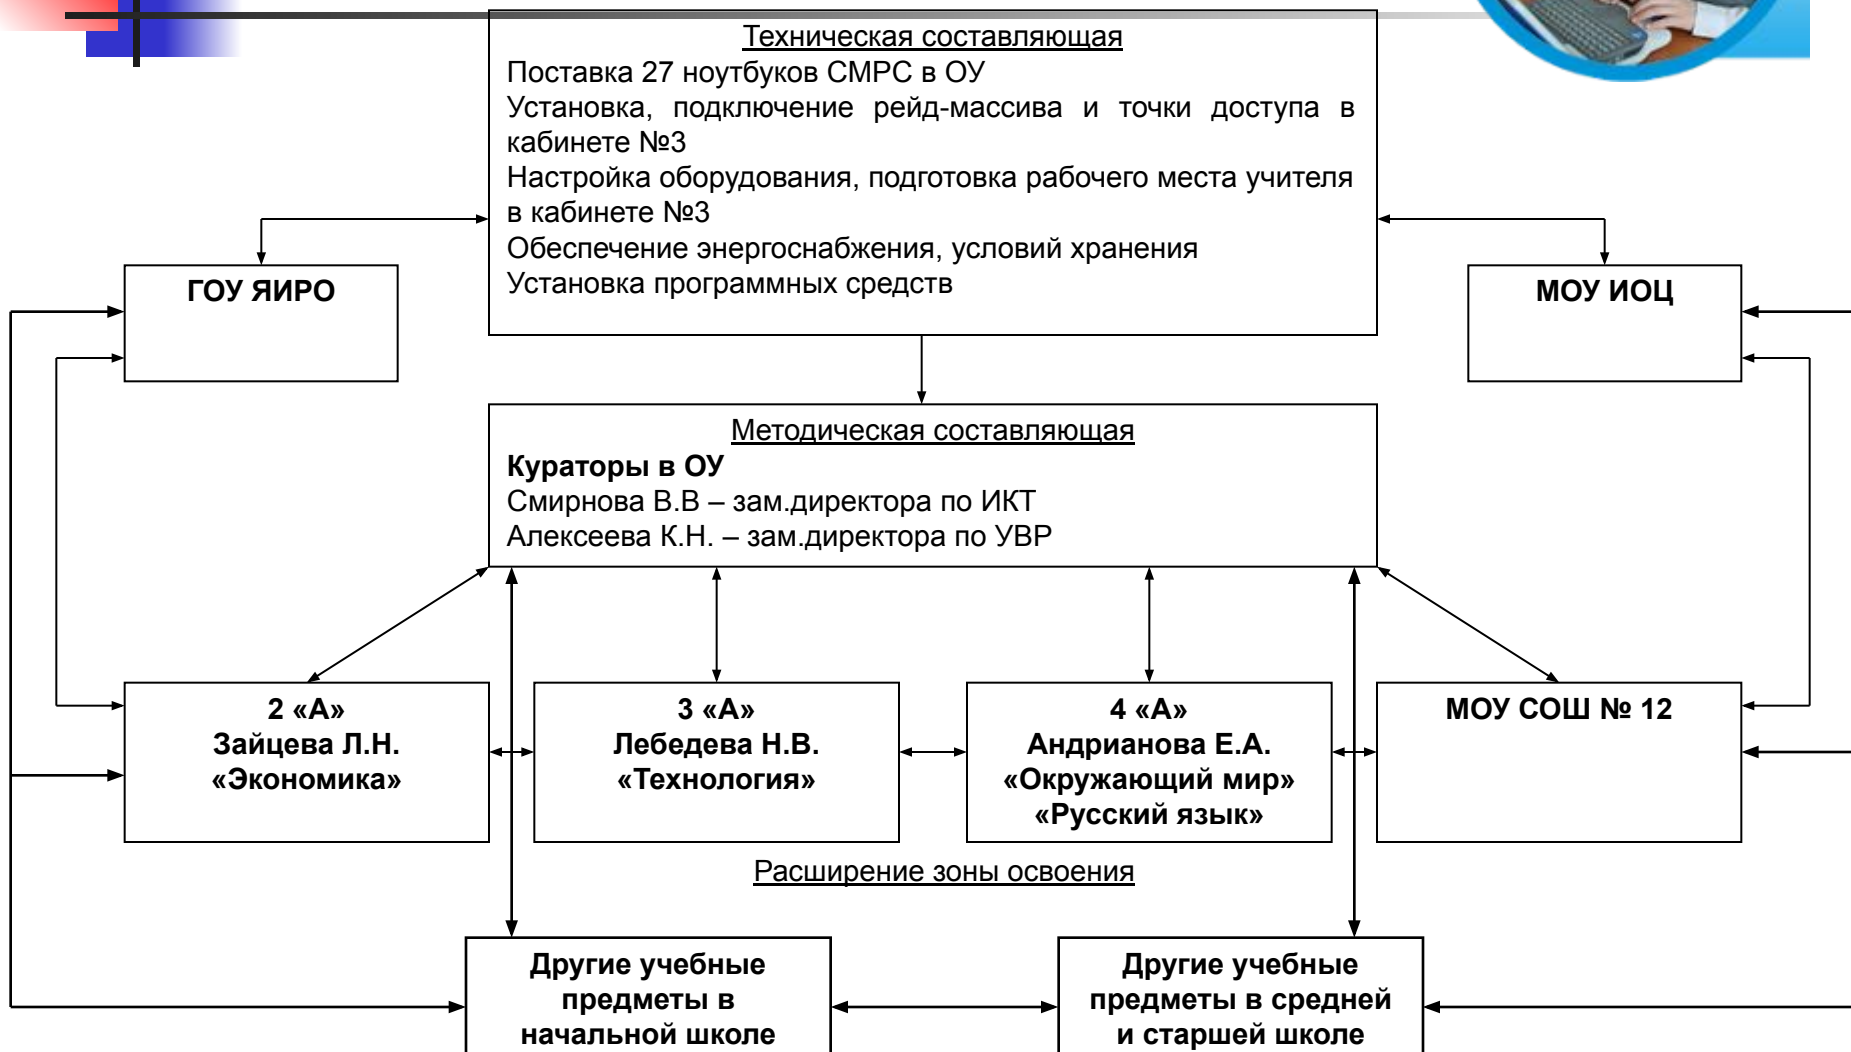 Техническая составляющая
Поставка 27 ноутбуков СМРС в ОУ
Установка, подключение рейд-массива и точки доступа в
кабинете №3
Настройка оборудования, подготовка рабочего места учителя
в кабинете №3
Обеспечение энергоснабжения, условий хранения
Установка программных средств
ГОУ ЯИРО
МОУ ИОЦ
Методическая составляющая
Кураторы в ОУ
Смирнова В.В – зам.директора по ИКТ
Алексеева К.Н. – зам.директора по УВР
2 «А»
Зайцева Л.Н.
«Экономика»
3 «А»
Лебедева Н.В.
«Технология»
4 «А»
Андрианова Е.А.
«Окружающий мир»
«Русский язык»
МОУ СОШ № 12
Расширение зоны освоения
Другие учебные
предметы в
начальной школе
Другие учебные
предметы в средней
и старшей школе